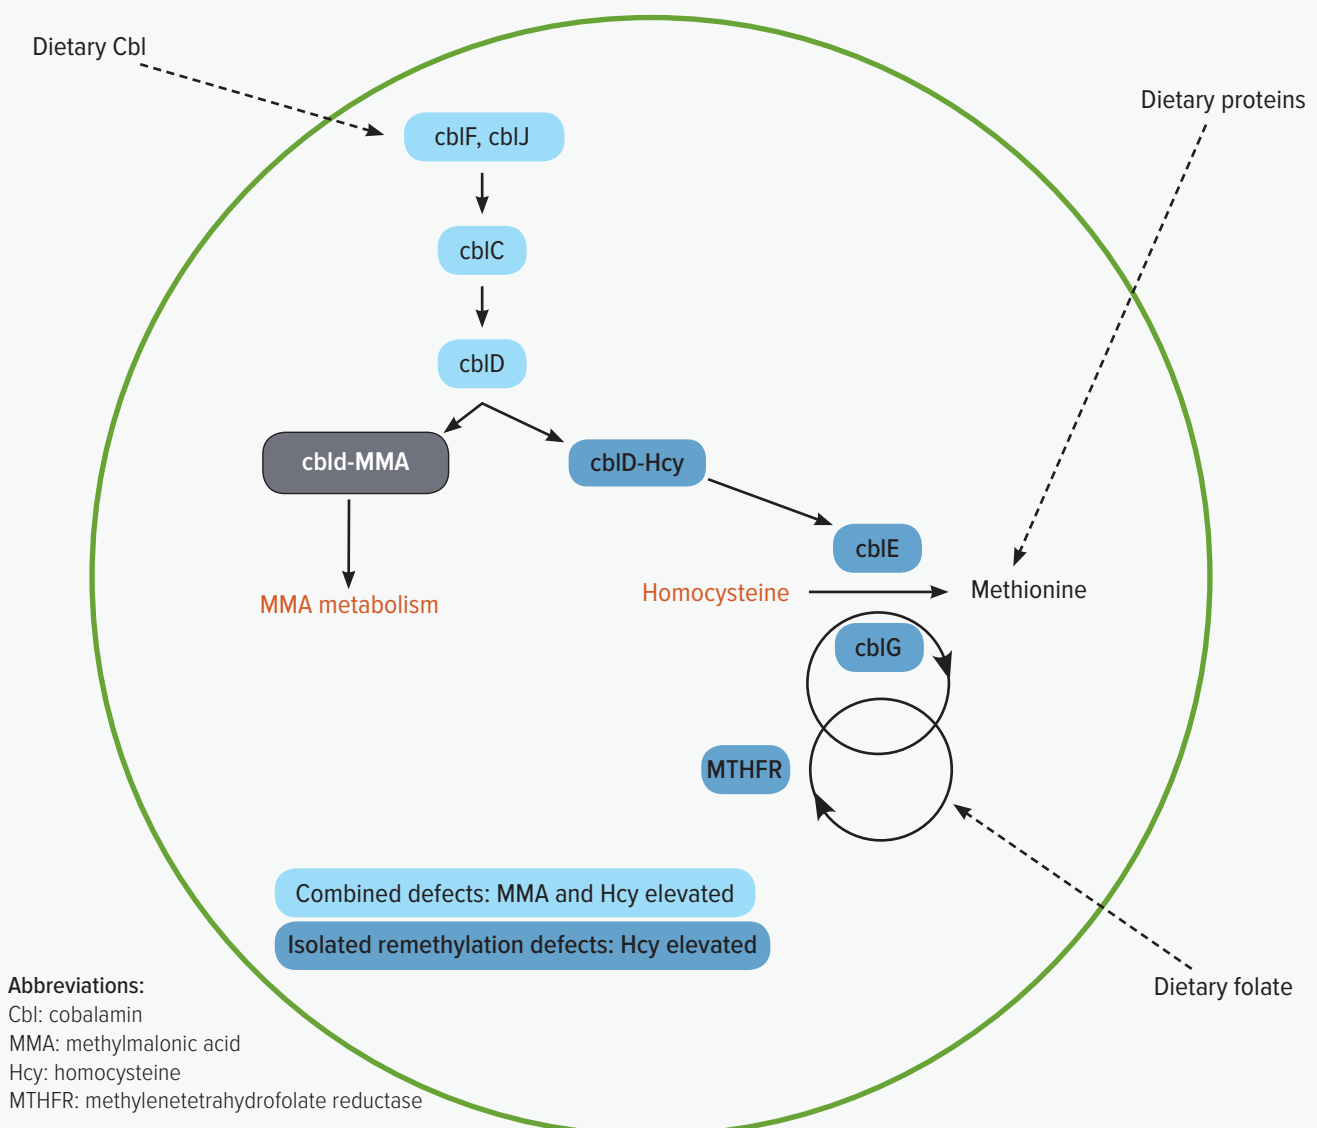 Dietary Cbl
Dietary proteins
cblF, cblJ
cblC
cblD
cbld-MMA
cblD-Hcy
cblE
MMA metabolism
Homocysteine
Methionine
cblG
MTHFR
Combined defects: MMA and Hcy elevated
Isolated remethylation defects: Hcy elevated
Dietary folate
Abbreviations:
Cbl: cobalamin
MMA: methylmalonic acid
Hcy: homocysteine
MTHFR: methylenetetrahydrofolate reductase